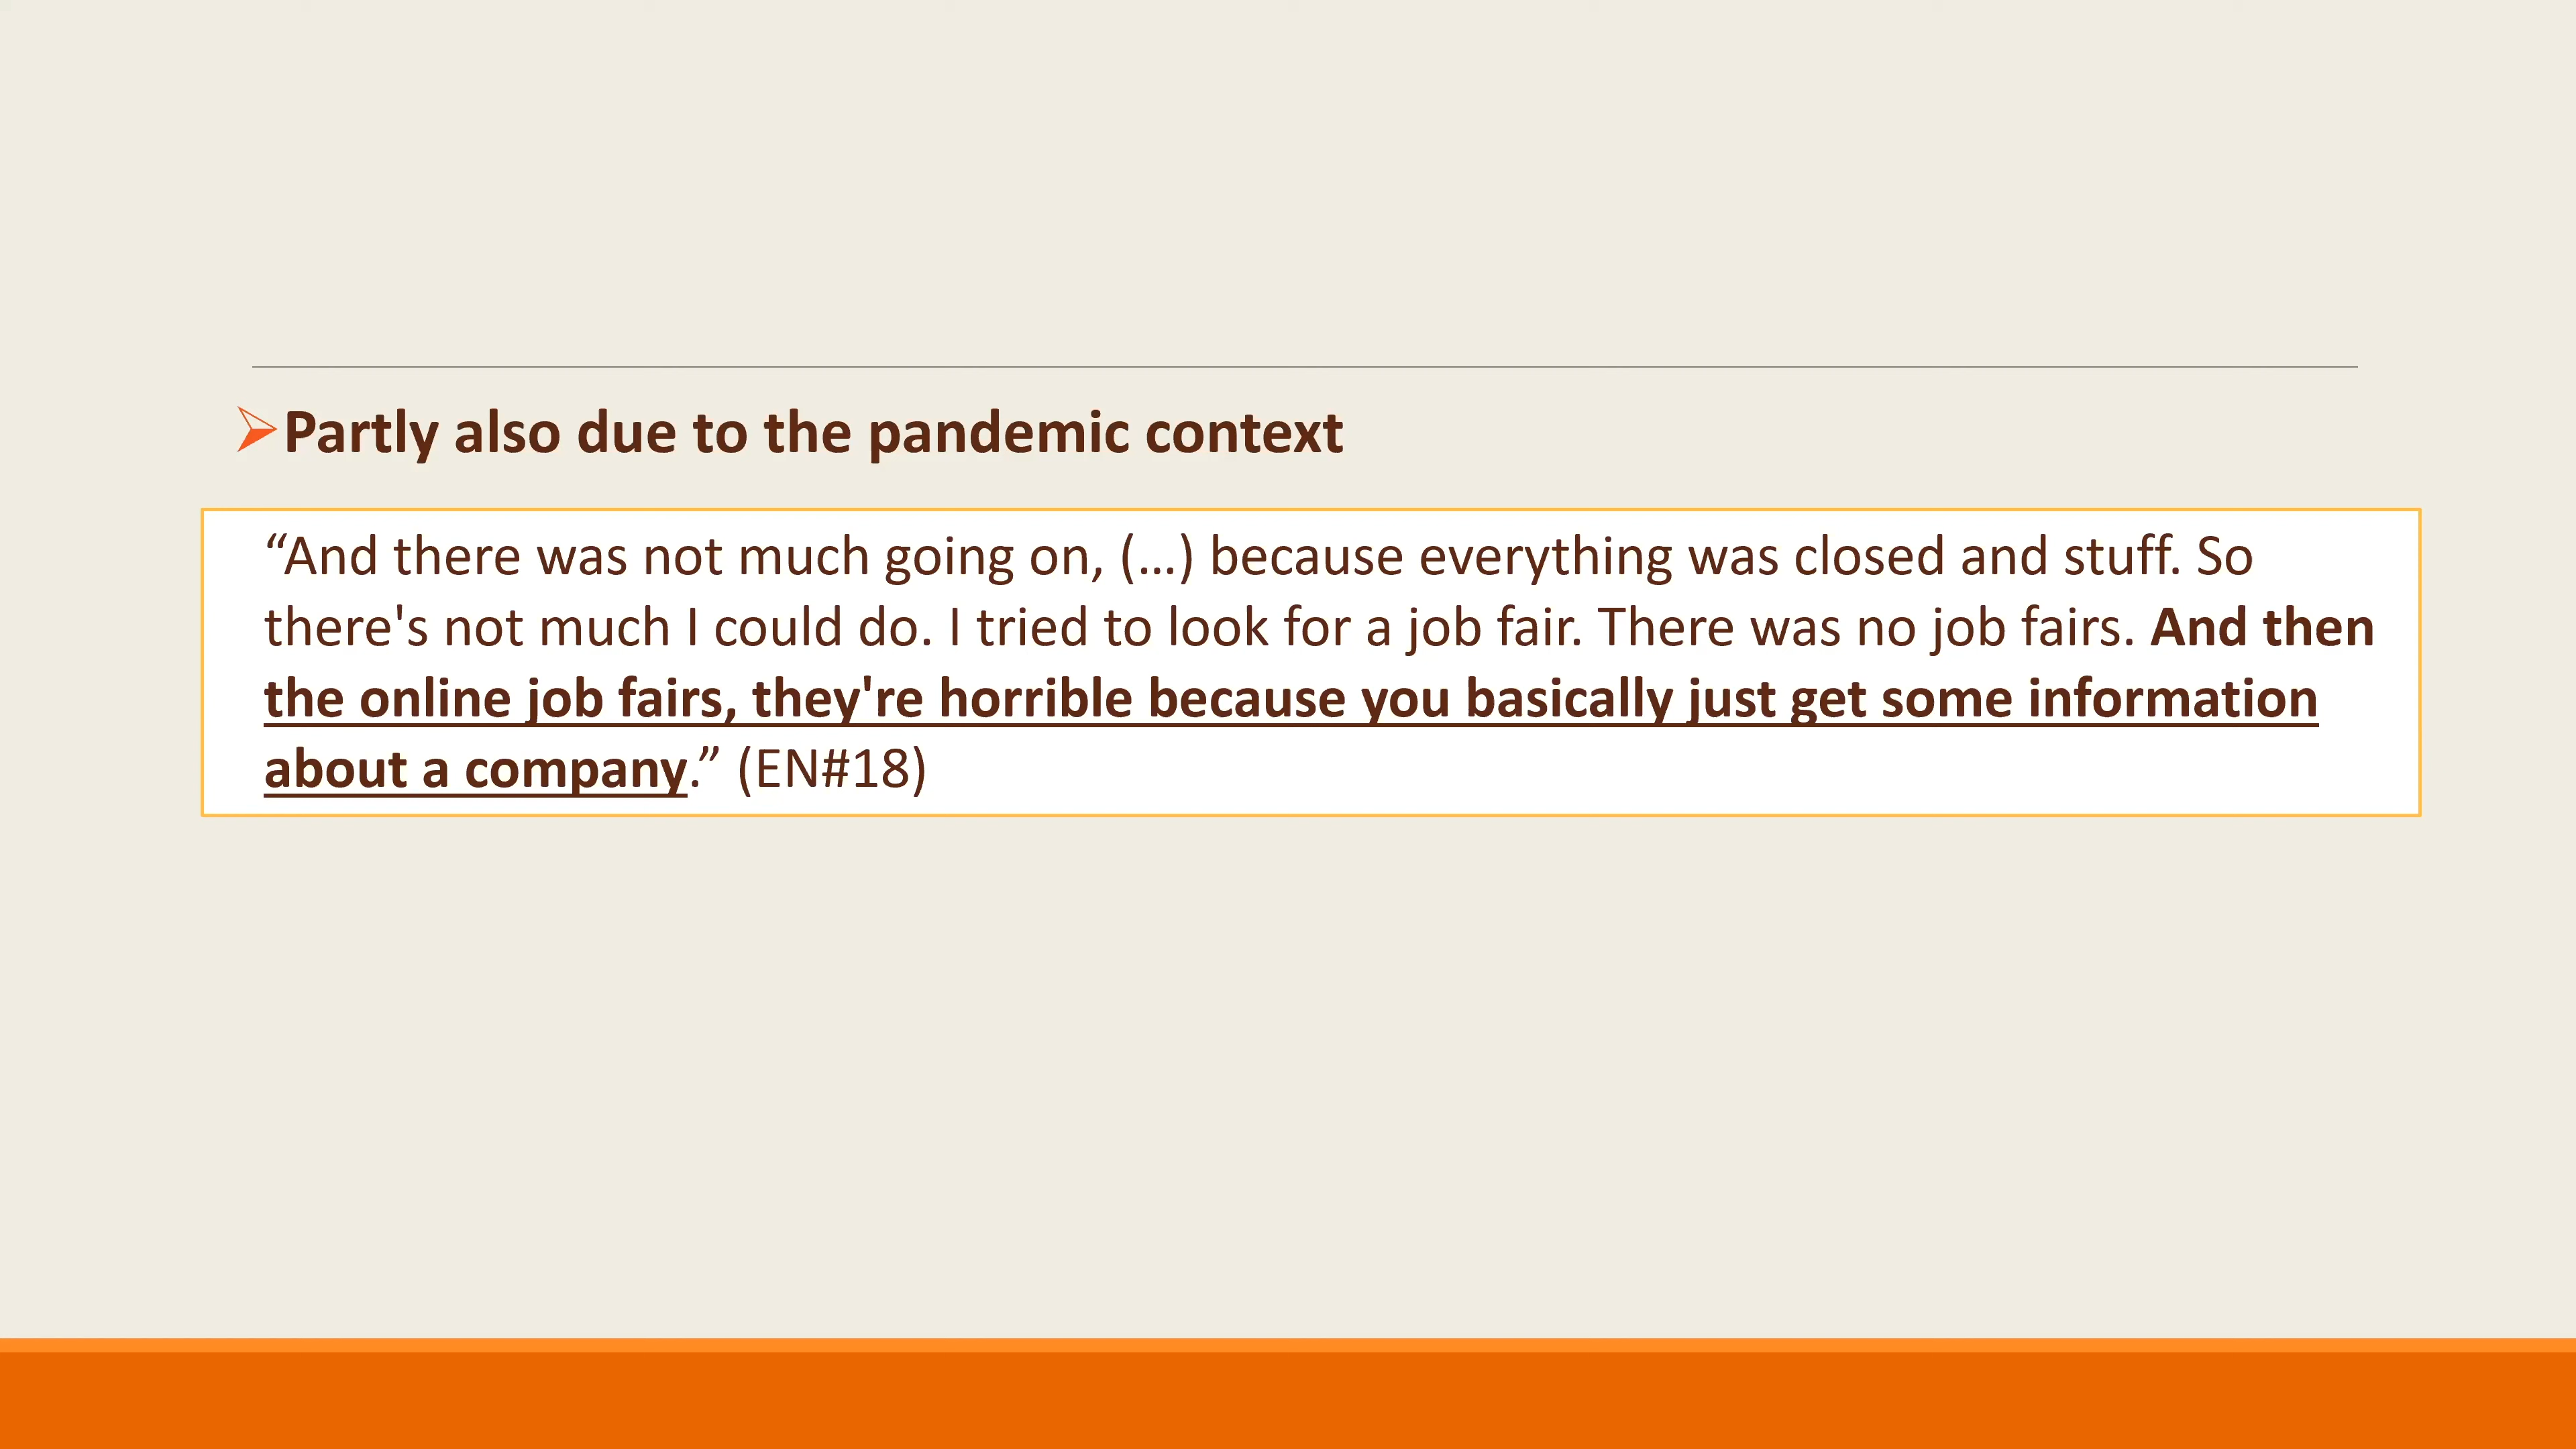 Partly also due to the pandemic context
“And there was not much going on, (…) because everything was closed and stuff. So
there's not much I could do. I tried to look for a job fair. There was no job fairs. And then
the online job fairs, they're horrible because you basically just get some information
about a company.” (EN#18)